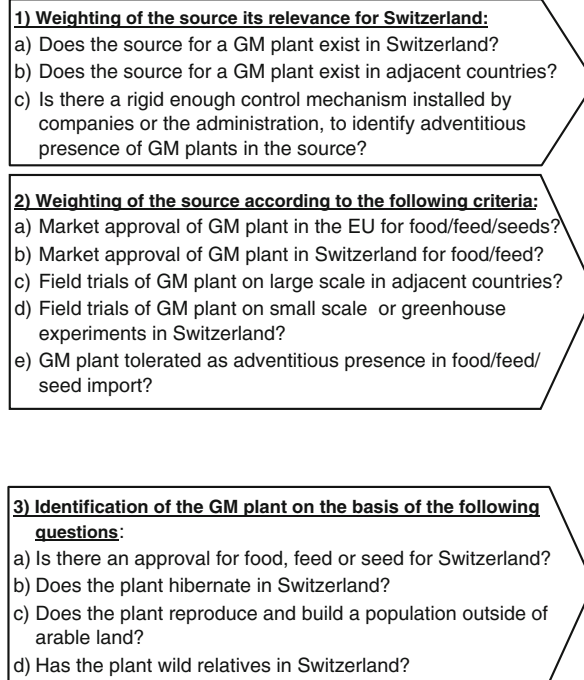 1) Weighting of the source its relevance for Switzerland:
a) Does the source for a GM plant exist in Switzerland?
b) Does the source for a GM plant exist in adjacent countries?
c) Is there a rigid enough control mechanism installed by
companies or the administration, to identify adventitious
presence of GM plants in the source?
2) Weighting of the source according to the following criteria:
a) Market approval of GM plant in the EU for food/feed/seeds?
b) Market approval of GM plant in Switzerland for food/feed?
c) Field trials of GM plant on large scale in adjacent countries?
d) Field trials of GM plant on small scale or greenhouse
experiments in Switzerland?
e) GM plant tolerated as adventitious presence in food/feed/
seed import?
3) Identification of the GM plant on the basis of the following
questions:
a) Is there an approval for food, feed or seed for Switzerland?
b) Does the plant hibernate in Switzerland?
c) Does the plant reproduce and build a population outside of
arable land?
d) Has the plant wild relatives in Switzerland?